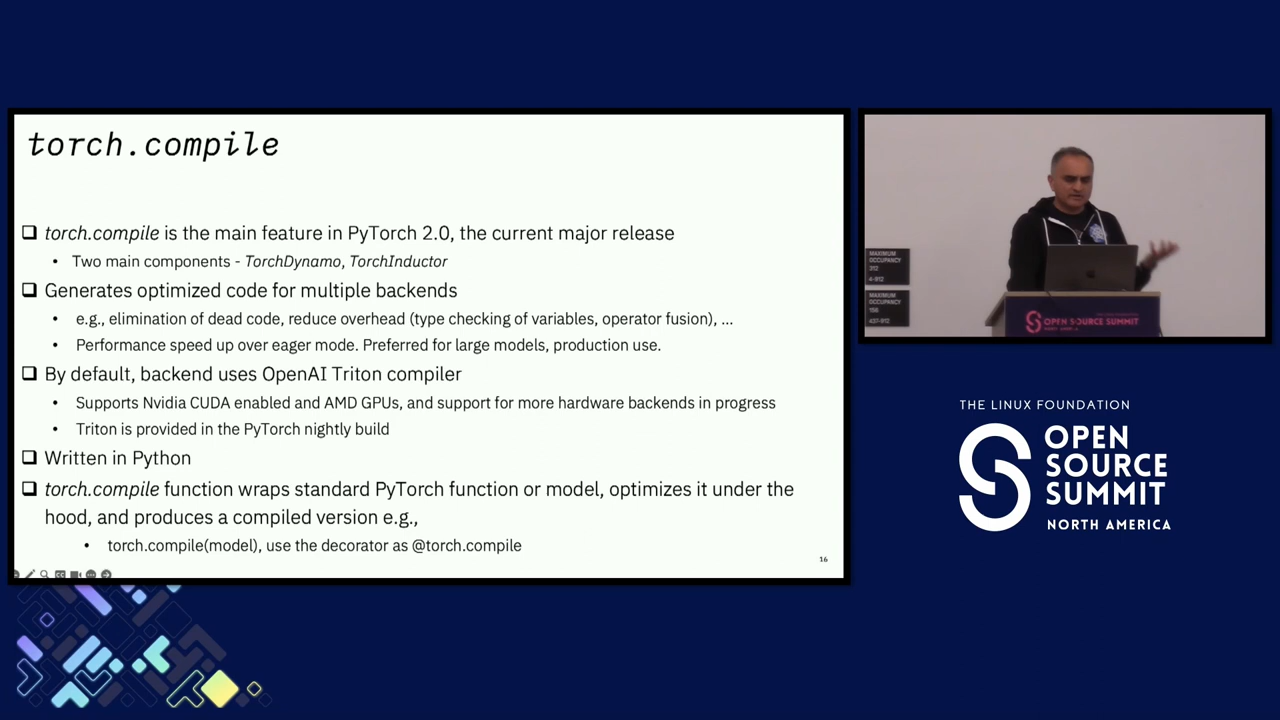 torch.compile
torch.compile is the main feature in PyTorch 2.0, the current major release
• Two main components - TorchDynamo, TorchInductor
Generates optimized code for multiple backends
• e.g., elimination of dead code, reduce overhead (type checking of variables, operator fusion), ...
• Performance speed up over eager mode. Preferred for large models, production use.
By default, backend uses OpenAI Triton compiler
• Supports Nvidia CUDA enabled and AMD GPUs, and support for more hardware backends in progress
• Triton is provided in the PyTorch nightly build
Written in Python
torch.compile function wraps standard PyTorch function or model, optimizes it under the
hood, and produces a compiled version e.g.,
• torch.compile(model), use the decorator as @torch.compile
16
MAXIMUM
OCCUPANCY
312
MAXIMUM
OCCUPANCY
156
OPEN SOURCE SUMMIT
THE LINUX FOUNDATION
OPEN
SOURCE
SUMMIT
NORTH AMERICA